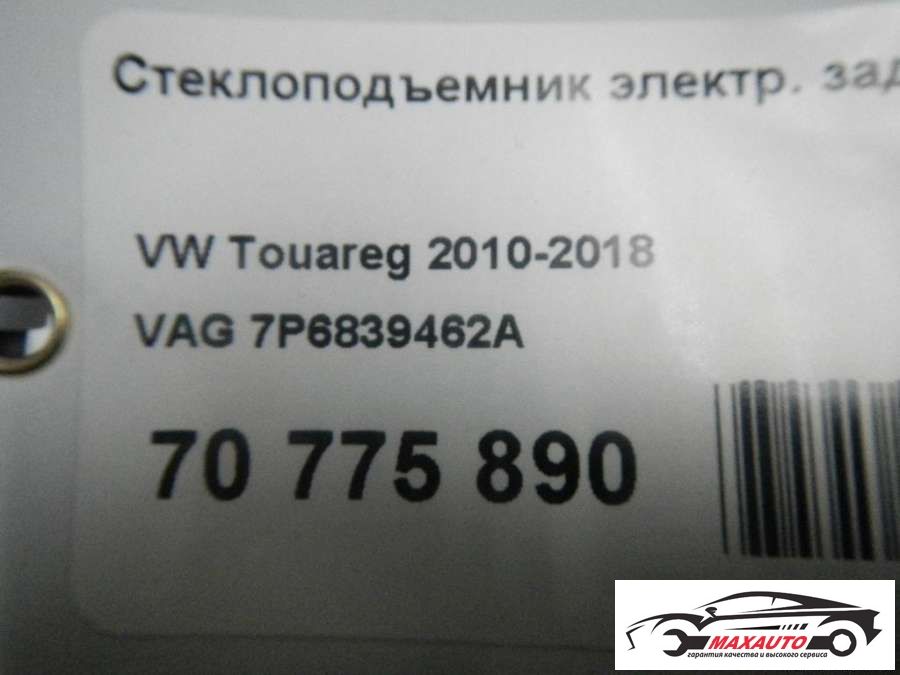 Стеклоподъемник электр. зад
VW Touareg 2010-2018
VAG 7P6839462A
70 775 890
MAXAUTO
гарантия качества и высокого сервиса